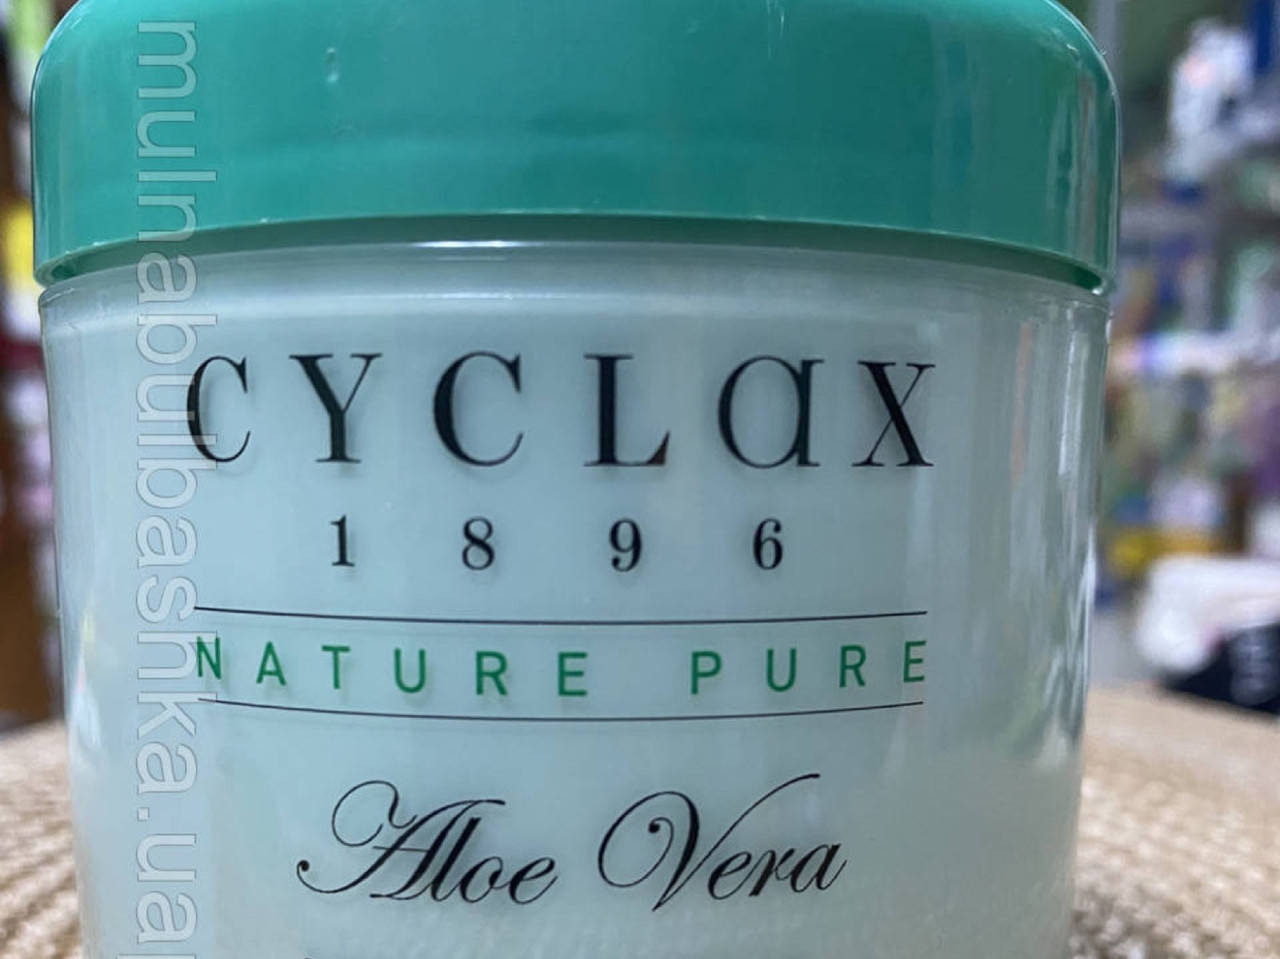 CYCLAX
1896
NATURE PURE
Aloe Vera
mulnabulbashka.ua